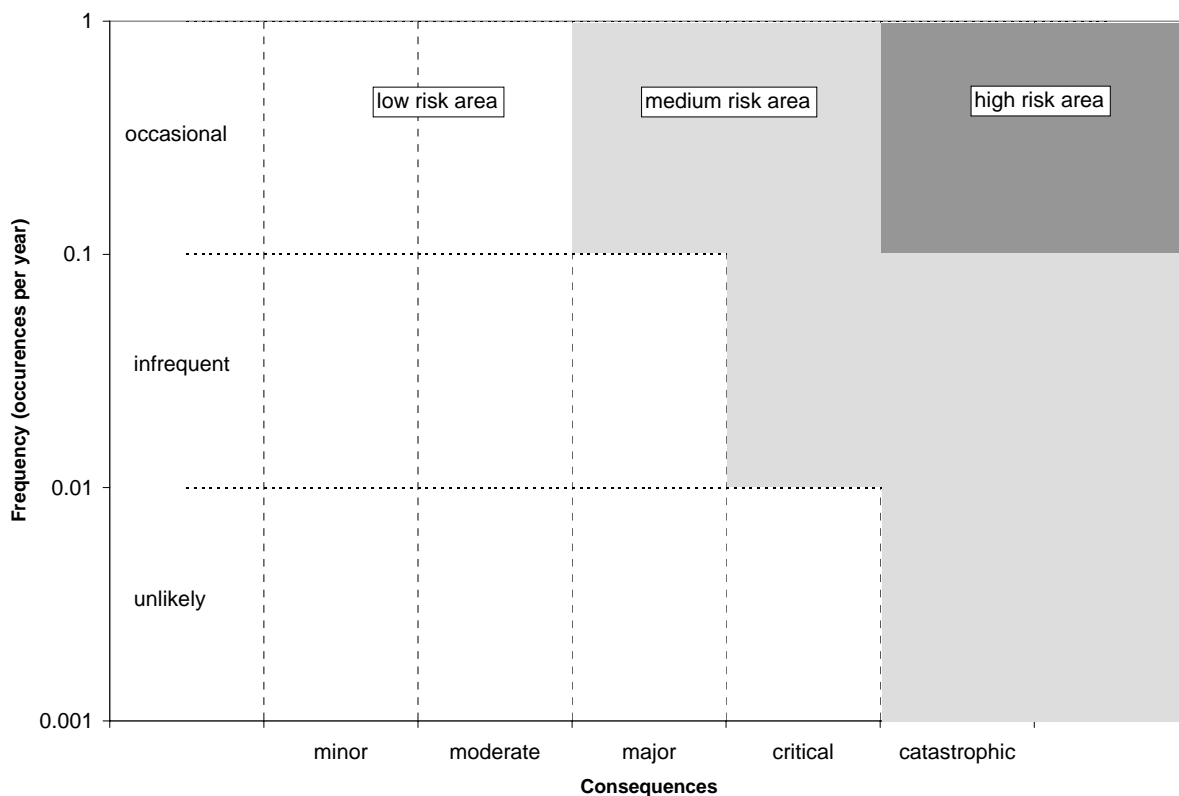 1
low risk area
medium risk area
high risk area
occasional
0.1
infrequent
0.01
unlikely
0.001
minor
moderate
major
critical
catastrophic
Consequences
Frequency (occurences per year)